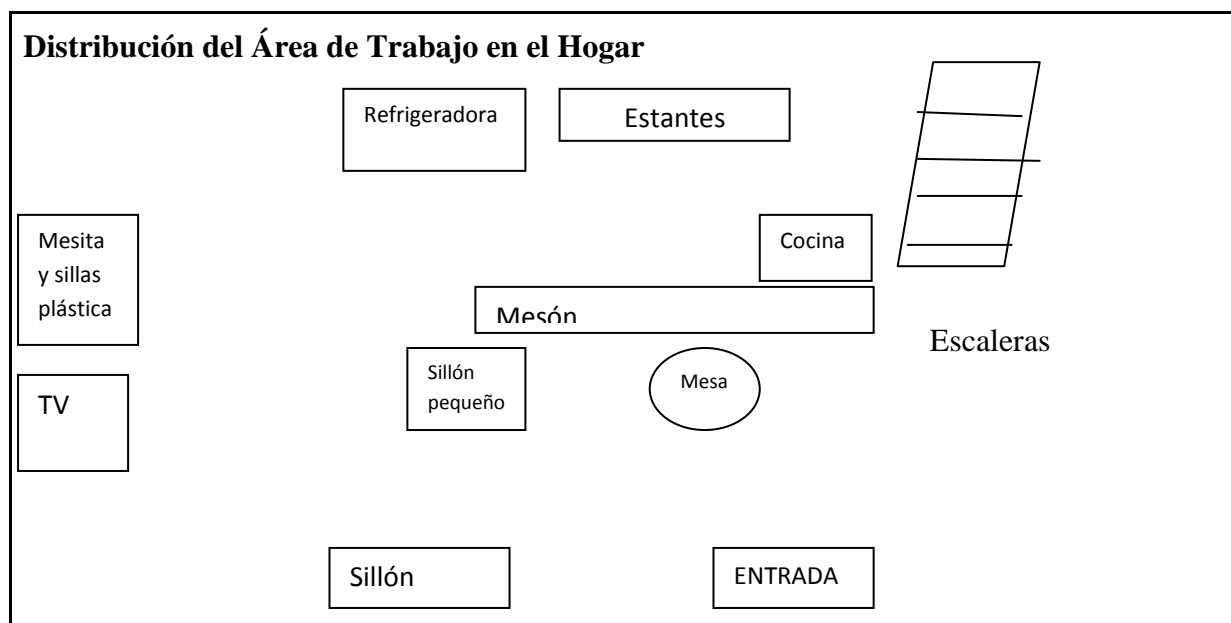 Distribución del Área de Trabajo en el Hogar
Refrigeradora
Estantes
Mesita
y sillas
plástica
Cocina
Mesón
Escaleras
Sillón
pequeño
Mesa
TV
Sillón
ENTRADA